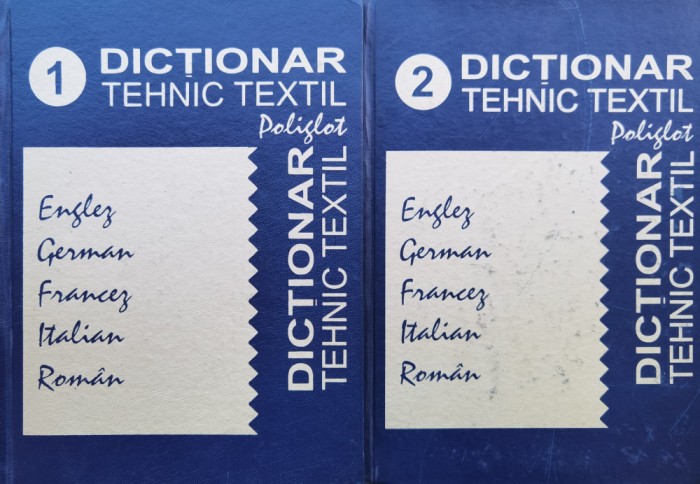 1
DICȚIONAR
TEHNIC TEXTIL
Poliglot
Englez
German
Francez
Italian
Român
DICȚIONAR
TEHNIC TEXTIL
2
DICȚIONAR
TEHNIC TEXTIL
Poliglot
Englez
German
Francez
Italian
Român
DICȚIONAR
TEHNIC TEXTIL